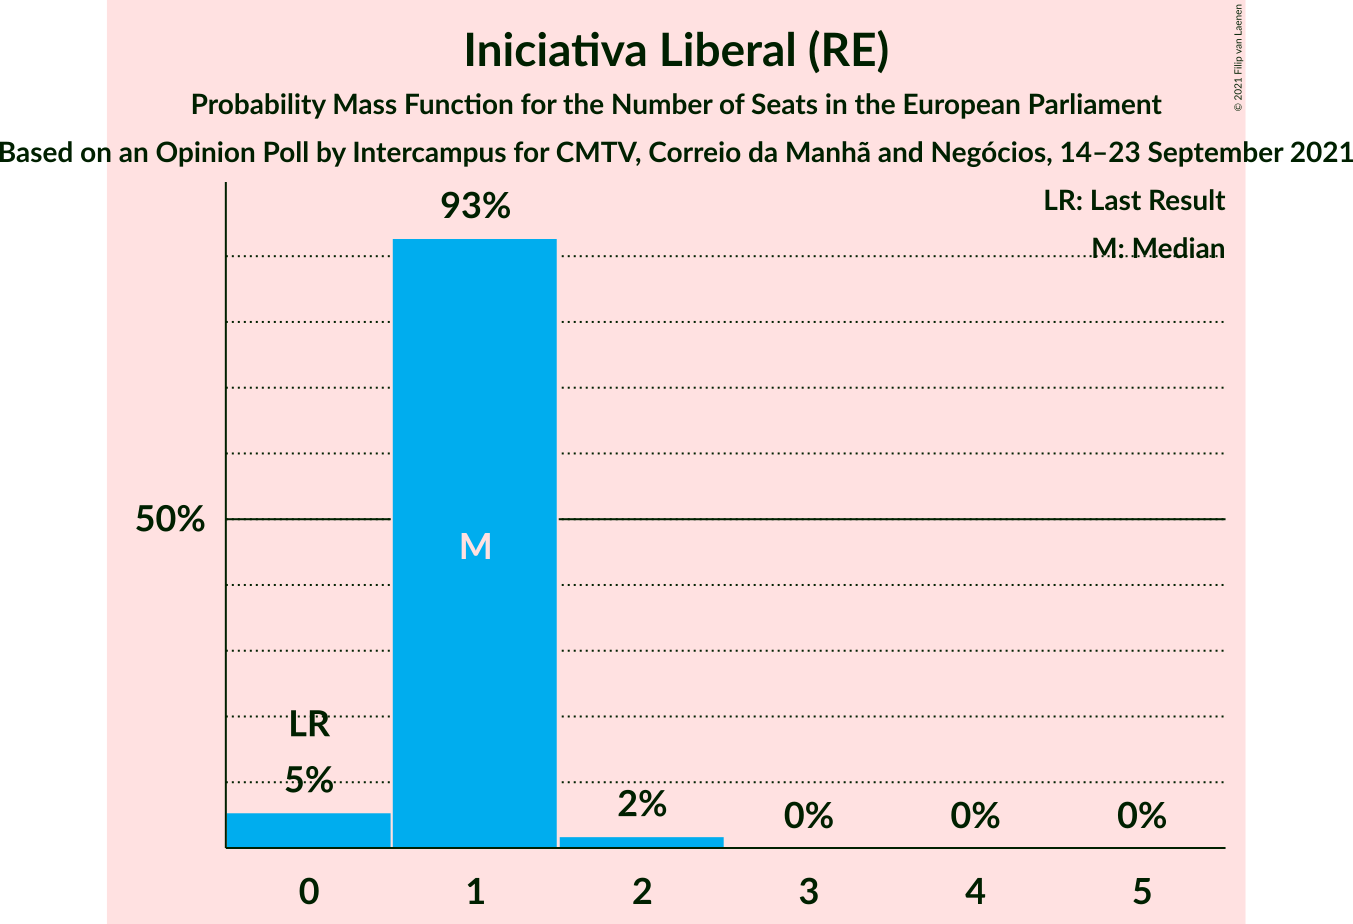 Iniciativa Liberal (RE)
Probability Mass Function for the Number of Seats in the European Parliament
Based on an Opinion Poll by Intercampus for CMTV, Correio da Manhã and Negócios, 14–23 September 2021
© 2021 Filip van Laenen
LR: Last Result
M: Median
93%
50%
M
LR
5%
2%
0%
0%
0%
0
1
2
3
4
5